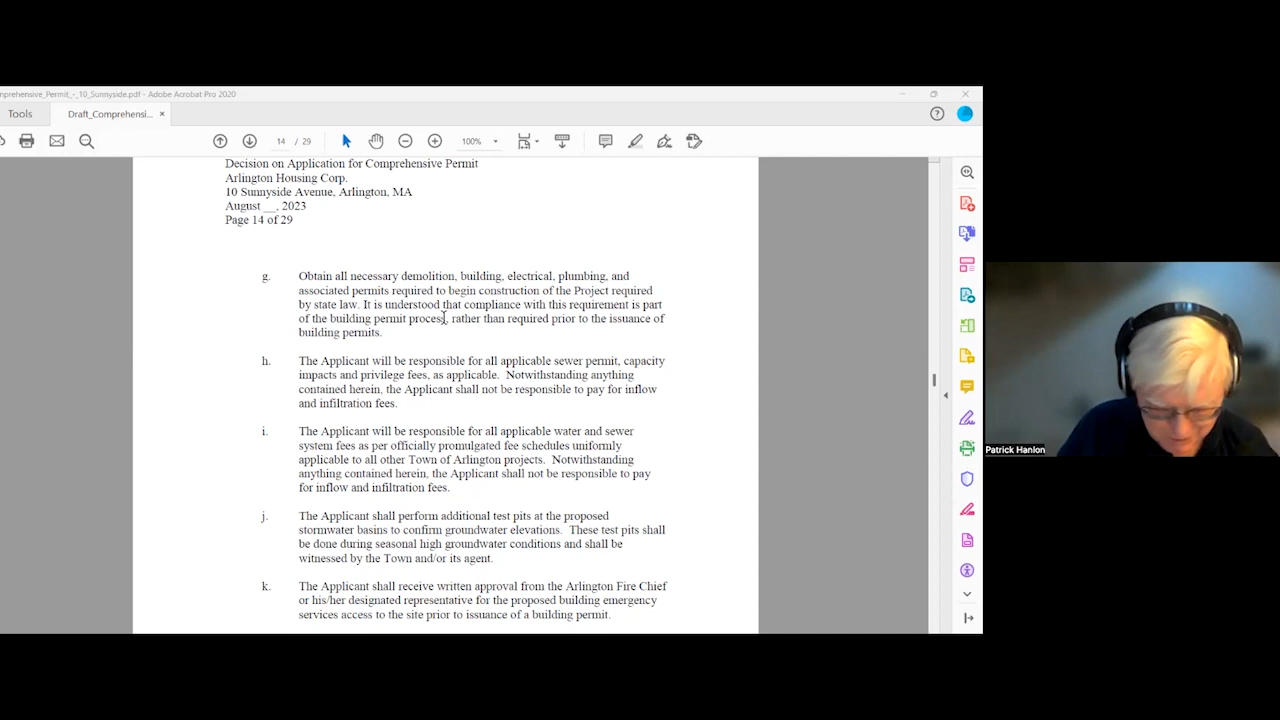 mprehensive_Permit_-_10_Sunnyside.pdf - Adobe Acrobat Pro 2020
Tools
Draft_Comprehensi...
14 / 29
100%
Decision on Application for Comprehensive Permit
Arlington Housing Corp.
10 Sunnyside Avenue, Arlington, MA
August __, 2023
Page 14 of 29
g. Obtain all necessary demolition, building, electrical, plumbing, and
associated permits required to begin construction of the Project required
by state law. It is understood that compliance with this requirement is part
of the building permit process, rather than required prior to the issuance of
building permits.
h. The Applicant will be responsible for all applicable sewer permit, capacity
impacts and privilege fees, as applicable. Notwithstanding anything
contained herein, the Applicant shall not be responsible to pay for inflow
and infiltration fees.
i. The Applicant will be responsible for all applicable water and sewer
system fees as per officially promulgated fee schedules uniformly
applicable to all other Town of Arlington projects. Notwithstanding
anything contained herein, the Applicant shall not be responsible to pay
for inflow and infiltration fees.
j. The Applicant shall perform additional test pits at the proposed
stormwater basins to confirm groundwater elevations. These test pits shall
be done during seasonal high groundwater conditions and shall be
witnessed by the Town and/or its agent.
k. The Applicant shall receive written approval from the Arlington Fire Chief
or his/her designated representative for the proposed building emergency
services access to the site prior to issuance of a building permit.
Patrick Hanlon